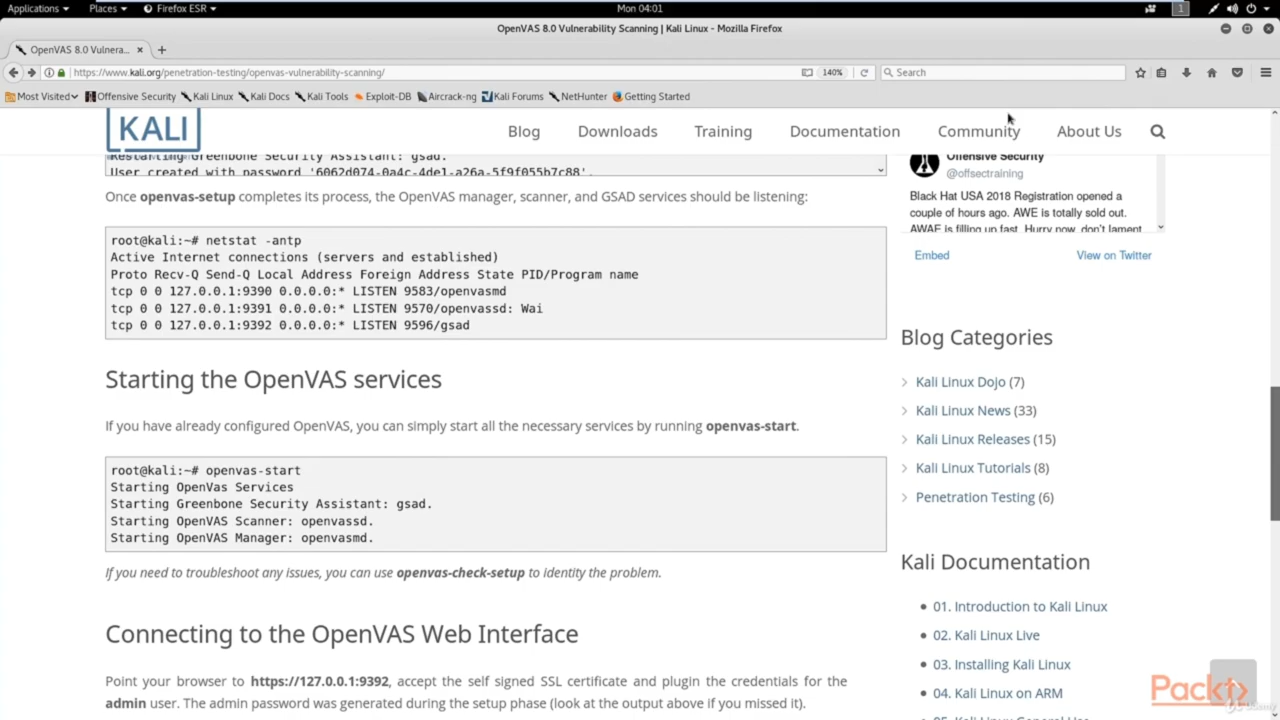 Applications Places Firefox ESR Mon 04:01 1
OpenVAS 8.0 Vulnerability Scanning | Kali Linux - Mozilla Firefox
OpenVAS 8.0 Vulnera...
https://www.kali.org/penetration-testing/openvas-vulnerability-scanning/ 140% Search
Most Visited Offensive Security Kali Linux Kali Docs Kali Tools Exploit-DB Aircrack-ng Kali Forums NetHunter Getting Started
KALI Blog Downloads Training Documentation Community About Us
Restarting Greenbone Security Assistant: gsad.
User created with password '6062d074-0a4c-4de1-a26a-5f9f055b7c88'.
Once openvas-setup completes its process, the OpenVAS manager, scanner, and GSAD services should be listening:
root@kali:~# netstat -antp
Active Internet connections (servers and established)
Proto Recv-Q Send-Q Local Address Foreign Address State PID/Program name
tcp 0 0 127.0.0.1:9390 0.0.0.0:* LISTEN 9583/openvasmd
tcp 0 0 127.0.0.1:9391 0.0.0.0:* LISTEN 9570/openvassd: Wai
tcp 0 0 127.0.0.1:9392 0.0.0.0:* LISTEN 9596/gsad
Starting the OpenVAS services
If you have already configured OpenVAS, you can simply start all the necessary services by running openvas-start.
root@kali:~# openvas-start
Starting OpenVas Services
Starting Greenbone Security Assistant: gsad.
Starting OpenVAS Scanner: openvassd.
Starting OpenVAS Manager: openvasmd.
If you need to troubleshoot any issues, you can use openvas-check-setup to identify the problem.
Connecting to the OpenVAS Web Interface
Point your browser to https://127.0.0.1:9392, accept the self signed SSL certificate and plugin the credentials for the
admin user. The admin password was generated during the setup phase (look at the output above if you missed it).
Offensive Security
@offsectraining
Black Hat USA 2018 Registration opened a
couple of hours ago. AWE is totally sold out.
AWAE is filling up fast. Hurry now, don't lament
Embed View on Twitter
Blog Categories
Kali Linux Dojo (7)
Kali Linux News (33)
Kali Linux Releases (15)
Kali Linux Tutorials (8)
Penetration Testing (6)
Kali Documentation
01. Introduction to Kali Linux
02. Kali Linux Live
03. Installing Kali Linux
04. Kali Linux on ARM
05. Kali Linux General Use
Packt
Udemy